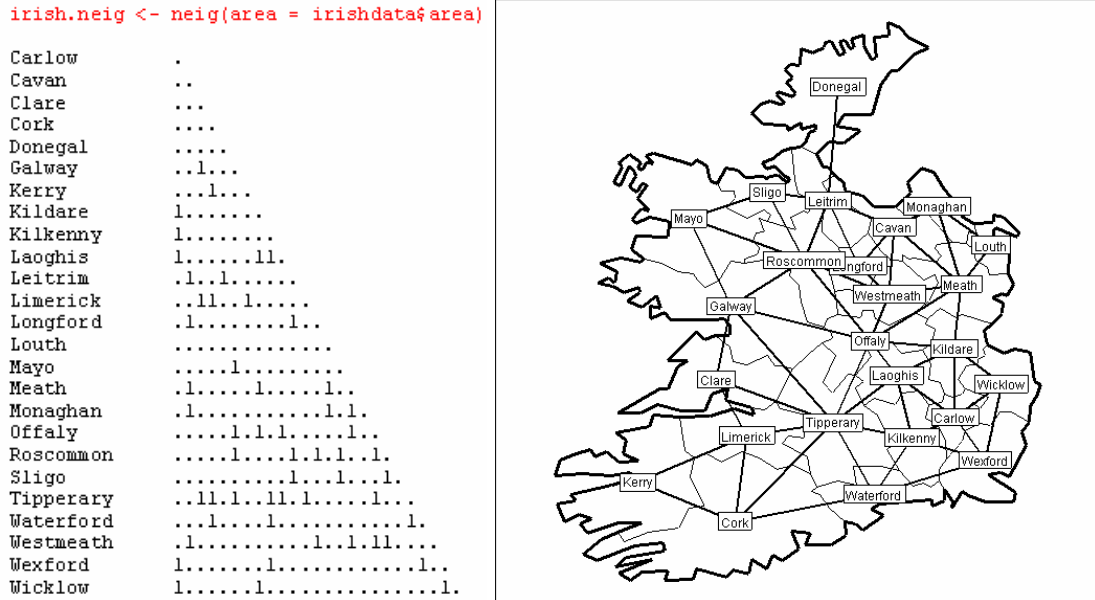 irish.neig <- neig(area = irishdata$area)
Carlow .
Cavan ..
Clare ...
Cork ....
Donegal .....
Galway ..1...
Kerry ...1...
Kildare 1.......
Kilkenny 1........
Laoghis 1......11.
Leitrim .1..1......
Limerick ..11..1.....
Longford .1........1..
Louth ..............
Mayo .....1.........
Meath .1.....1.....1..
Monaghan .1...........1.1.
Offaly .....1.1.1.....1..
Roscommon .....1....1.1.1..1.
Sligo ..........1...1...1.
Tipperary ..11.1..11.1.....1...
Waterford ...1....1...........1.
Westmeath .1..........1..1.11....
Wexford 1.......1............1..
Wicklow 1......1...............1.
Donegal
Sligo
Leitrim
Monaghan
Mayo
Cavan
Louth
Roscommon
Longford
Meath
Westmeath
Galway
Offaly
Kildare
Laoghis
Clare
Wicklow
Carlow
Tipperary
Limerick
Kilkenny
Wexford
Kerry
Waterford
Cork